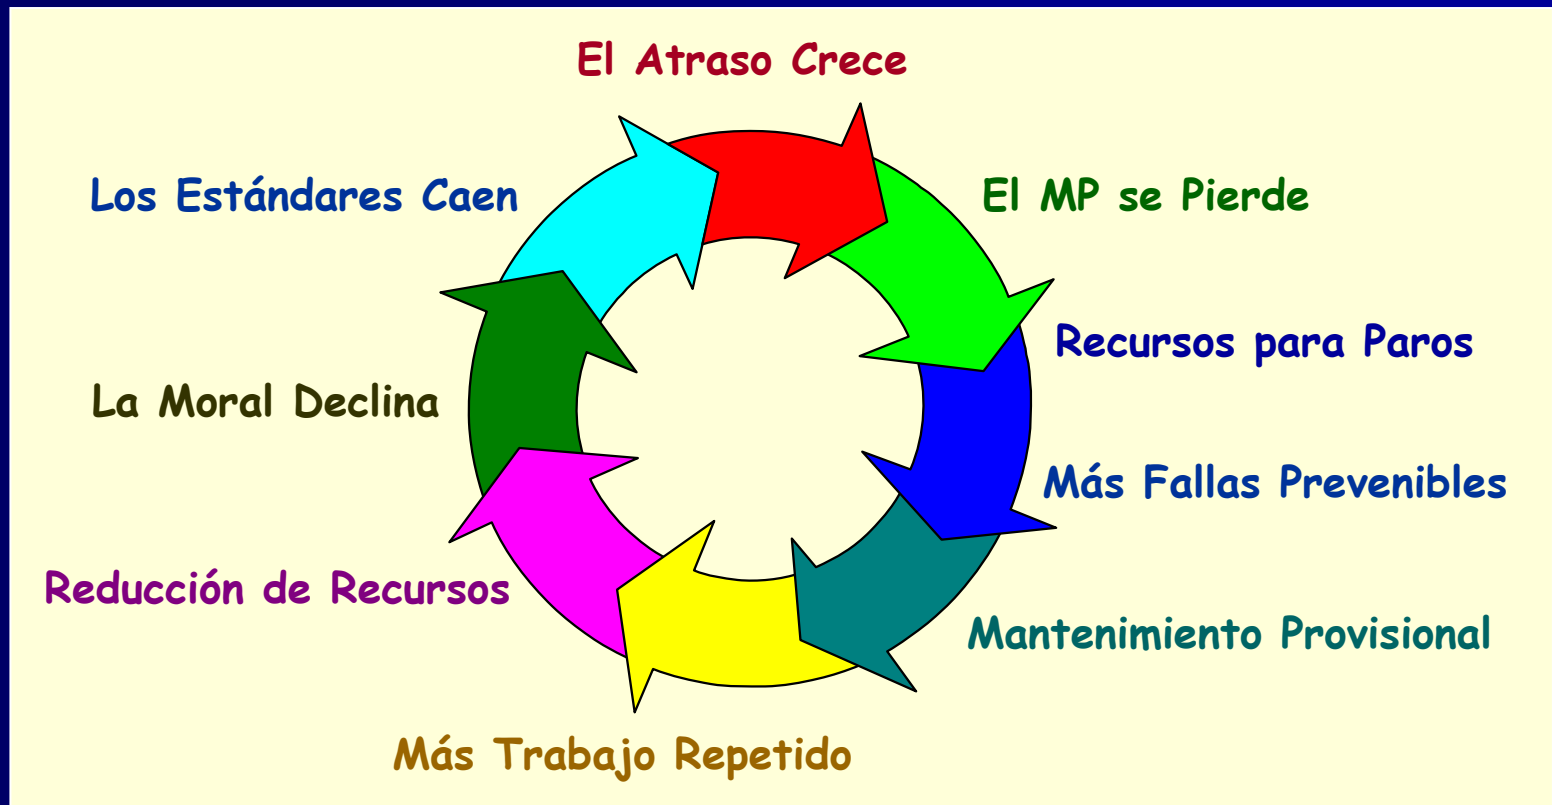 El Atraso Crece
El MP se Pierde
Recursos para Paros
Más Fallas Prevenibles
Mantenimiento Provisional
Más Trabajo Repetido
Reducción de Recursos
La Moral Declina
Los Estándares Caen